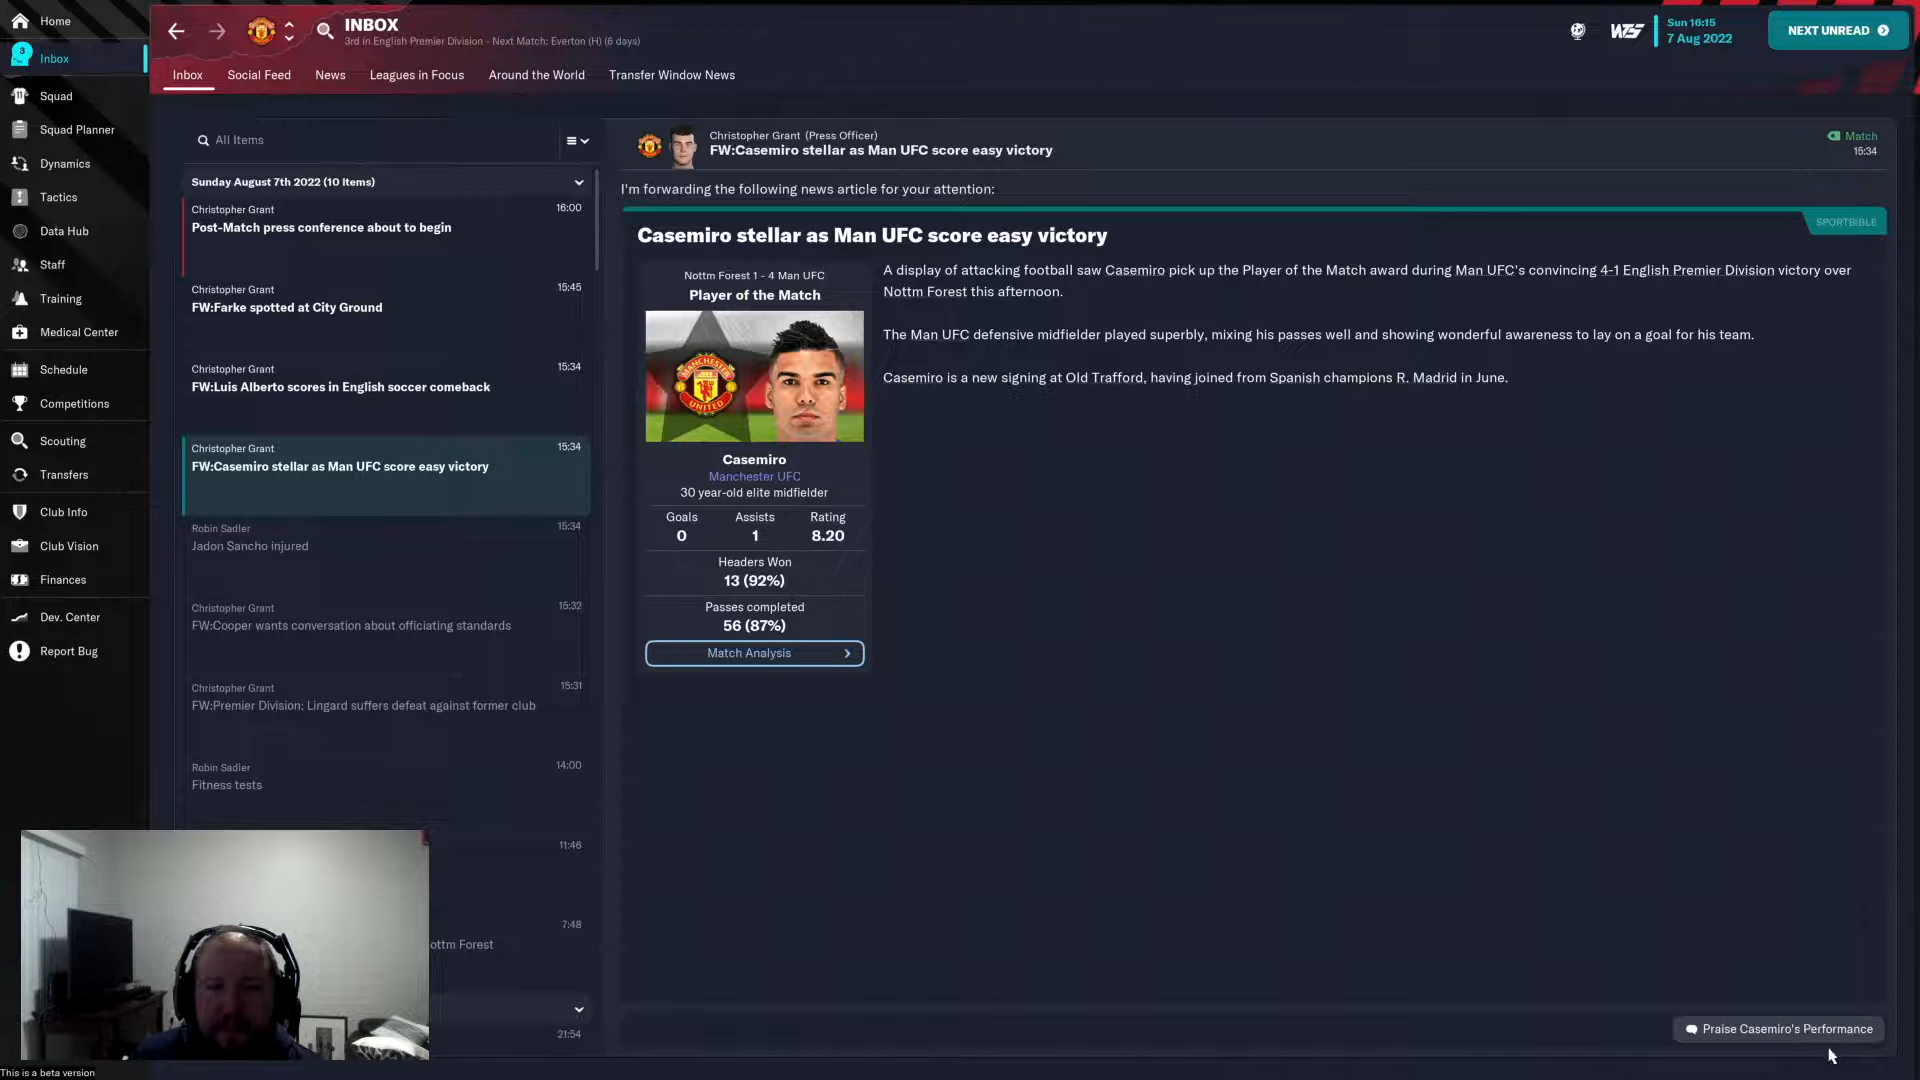 Home
3
Inbox
Squad
Squad Planner
Dynamics
Tactics
Data Hub
Staff
Training
Medical Center
Schedule
Competitions
Scouting
Transfers
Club Info
Club Vision
Finances
Dev. Center
Report Bug
INBOX
3rd in English Premier Division - Next Match: Everton (H) (6 days)
Sun 16:15
7 Aug 2022
NEXT UNREAD
Inbox Social Feed News Leagues in Focus Around the World Transfer Window News
All Items
Sunday August 7th 2022 (10 items)
Christopher Grant 16:00
Post-Match press conference about to begin
Christopher Grant 15:45
FW:Farke spotted at City Ground
Christopher Grant 15:34
FW:Luis Alberto scores in English soccer comeback
Christopher Grant 15:34
FW:Casemiro stellar as Man UFC score easy victory
Robin Sadler 15:34
Jadon Sancho injured
Christopher Grant 15:32
FW:Cooper wants conversation about officiating standards
Christopher Grant 15:31
FW:Premier Division: Lingard suffers defeat against former club
Robin Sadler 14:00
Fitness tests
11:46
7:48
ottm Forest
21:54
Christopher Grant (Press Officer)
FW:Casemiro stellar as Man UFC score easy victory
Match
15:34
I'm forwarding the following news article for your attention:
SPORTBIBLE
Casemiro stellar as Man UFC score easy victory
Nottm Forest 1 - 4 Man UFC
Player of the Match
MANCHESTER
UNITED
Casemiro
Manchester UFC
30 year-old elite midfielder
Goals Assists Rating
0 1 8.20
Headers Won
13 (92%)
Passes completed
56 (87%)
Match Analysis
A display of attacking football saw Casemiro pick up the Player of the Match award during Man UFC's convincing 4-1 English Premier Division victory over
Nottm Forest this afternoon.
The Man UFC defensive midfielder played superbly, mixing his passes well and showing wonderful awareness to lay on a goal for his team.
Casemiro is a new signing at Old Trafford, having joined from Spanish champions R. Madrid in June.
Praise Casemiro's Performance
This is a beta version